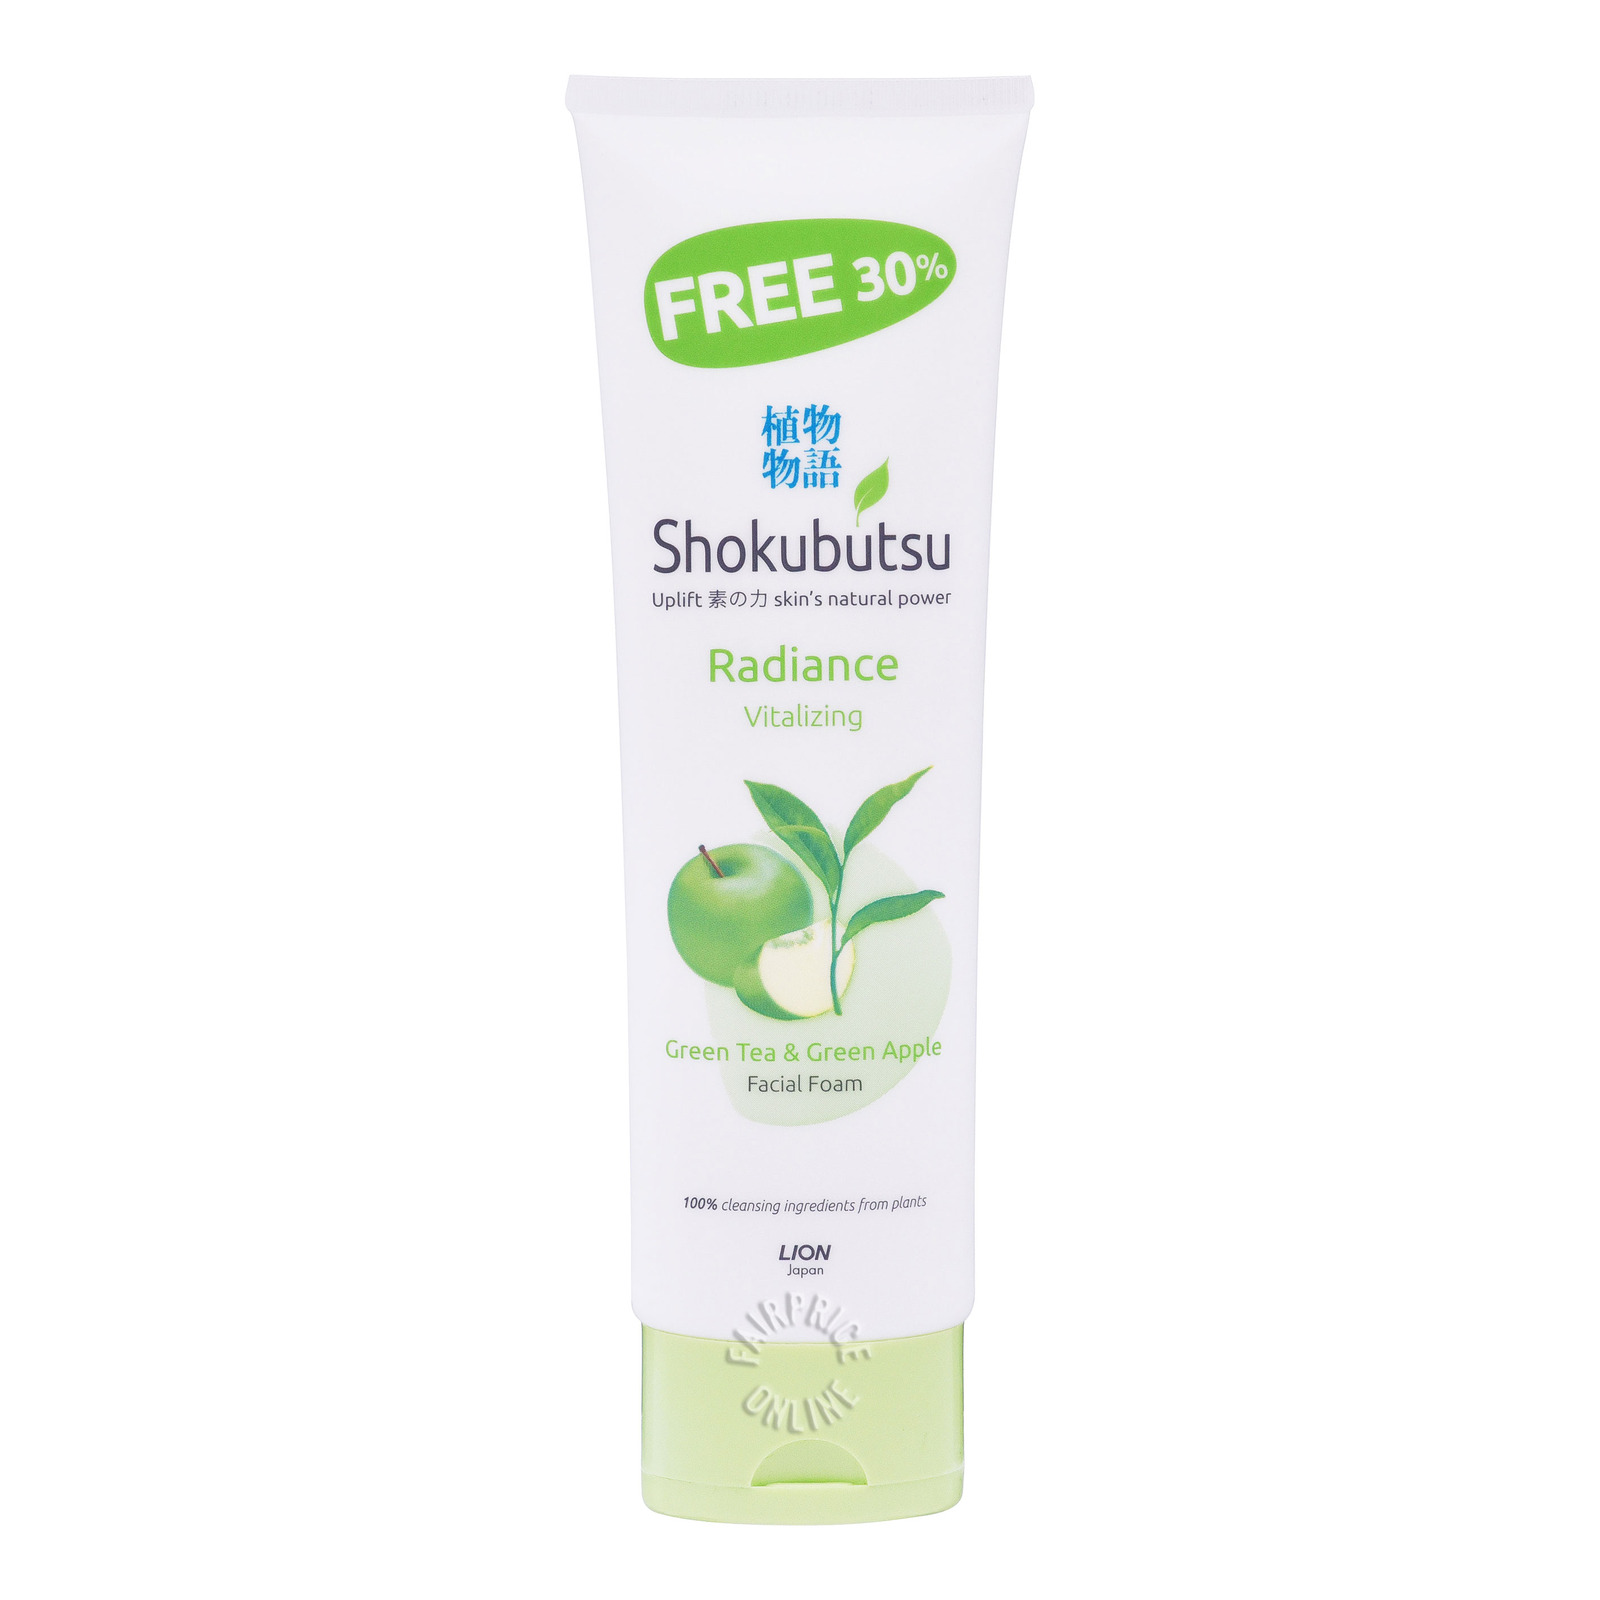 FREE 30%
植物
物語
Shokubutsu
Uplift 素の力 skin's natural power
Radiance
Vitalizing
Green Tea & Green Apple
Facial Foam
100% cleansing ingredients from plants
LION
Japan
FAIRPRICE
ONLINE